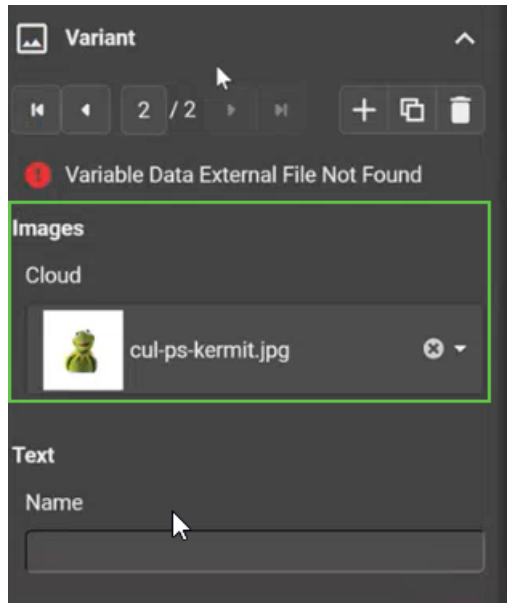 Variant
2 / 2
Variable Data External File Not Found
Images
Cloud
cul-ps-kermit.jpg
Text
Name